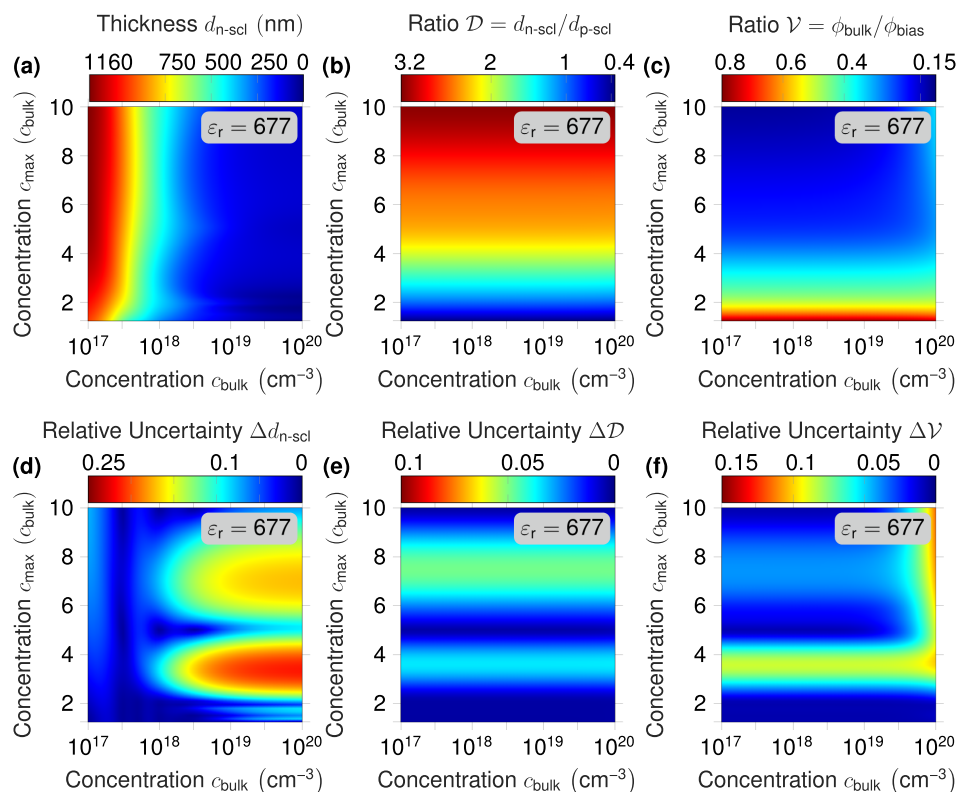 Thickness d_n-scl (nm)
Ratio 𝒟 = d_n-scl/d_p-scl
Ratio 𝒱 = ϕ_bulk/ϕ_bias
(a)
1160 750 500 250 0
(b)
3.2 2 1 0.4
(c)
0.8 0.6 0.4 0.15
Concentration c_max (c_bulk)
10
8
6
4
2
ε_r = 677
10^17 10^18 10^19 10^20
Concentration c_bulk (cm^−3)
Concentration c_max (c_bulk)
10
8
6
4
2
ε_r = 677
10^17 10^18 10^19 10^20
Concentration c_bulk (cm^−3)
Concentration c_max (c_bulk)
10
8
6
4
2
ε_r = 677
10^17 10^18 10^19 10^20
Concentration c_bulk (cm^−3)
Relative Uncertainty Δd_n-scl
Relative Uncertainty Δ𝒟
Relative Uncertainty Δ𝒱
(d)
0.25 0.1 0
(e)
0.1 0.05 0
(f)
0.15 0.1 0.05 0
Concentration c_max (c_bulk)
10
8
6
4
2
ε_r = 677
10^17 10^18 10^19 10^20
Concentration c_bulk (cm^−3)
Concentration c_max (c_bulk)
10
8
6
4
2
ε_r = 677
10^17 10^18 10^19 10^20
Concentration c_bulk (cm^−3)
Concentration c_max (c_bulk)
10
8
6
4
2
ε_r = 677
10^17 10^18 10^19 10^20
Concentration c_bulk (cm^−3)